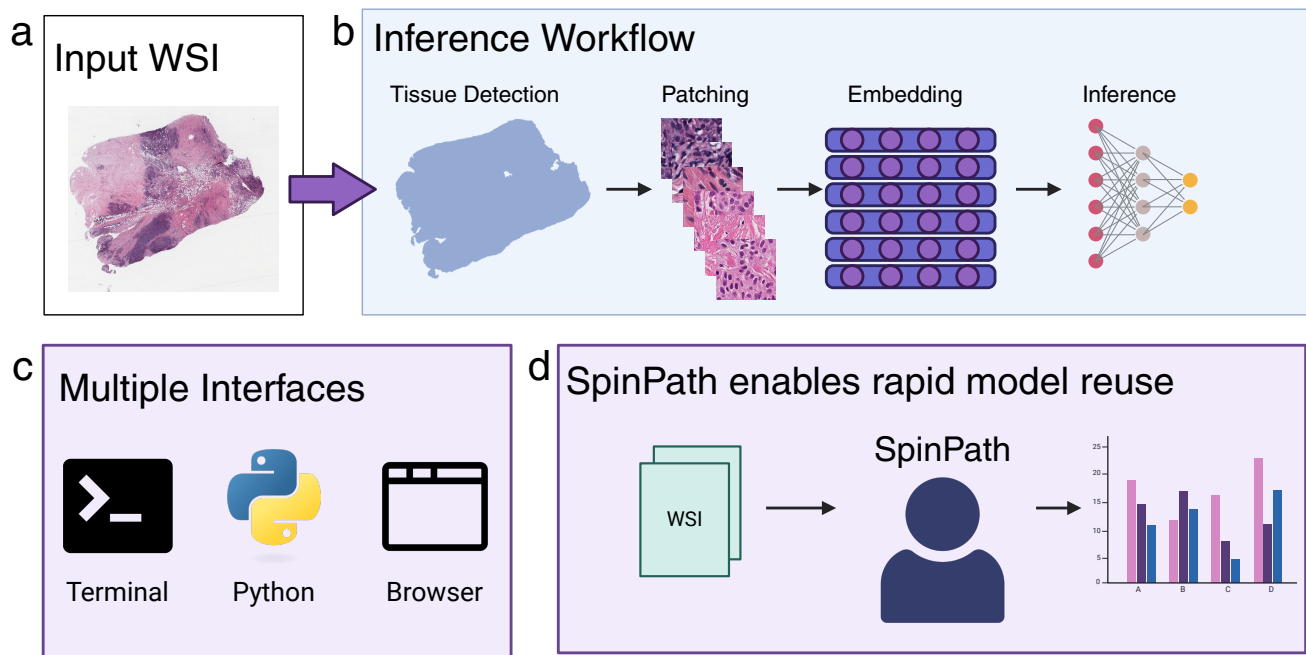 a
Input WSI
b
Inference Workflow
Tissue Detection
Patching
Embedding
Inference
c
Multiple Interfaces
Terminal
Python
Browser
d
SpinPath enables rapid model reuse
WSI
SpinPath
25
20
15
10
5
0
A
B
C
D